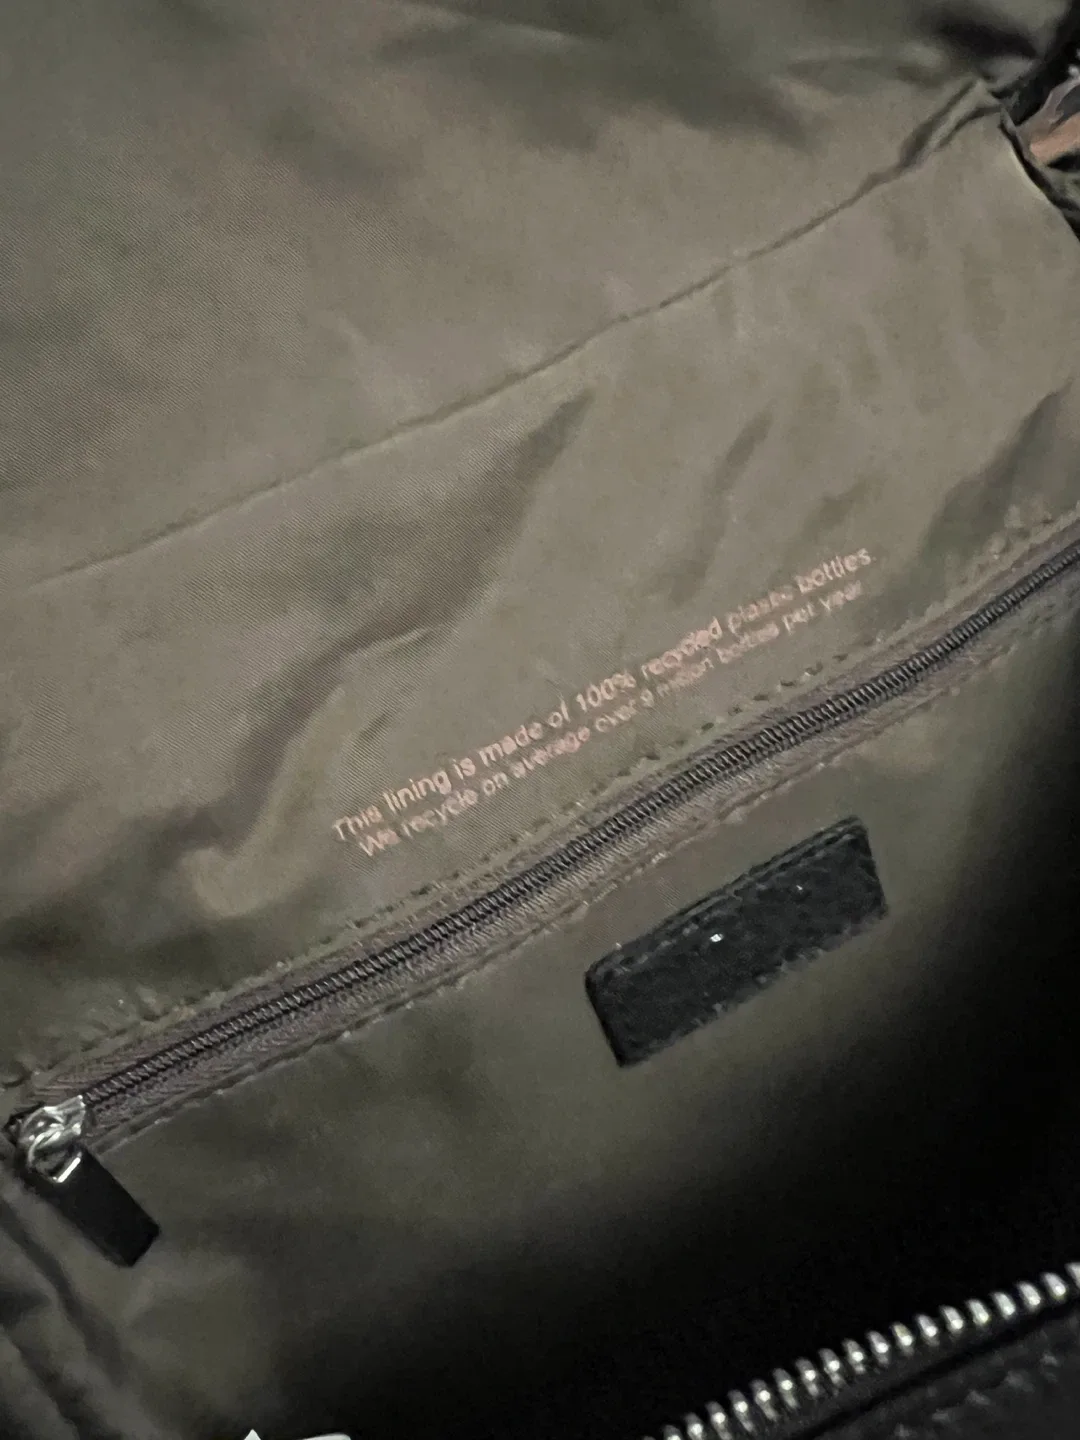 This lining is made of 100% recycled plastic bottles.
We recycle on average over 9 million bottles per year.